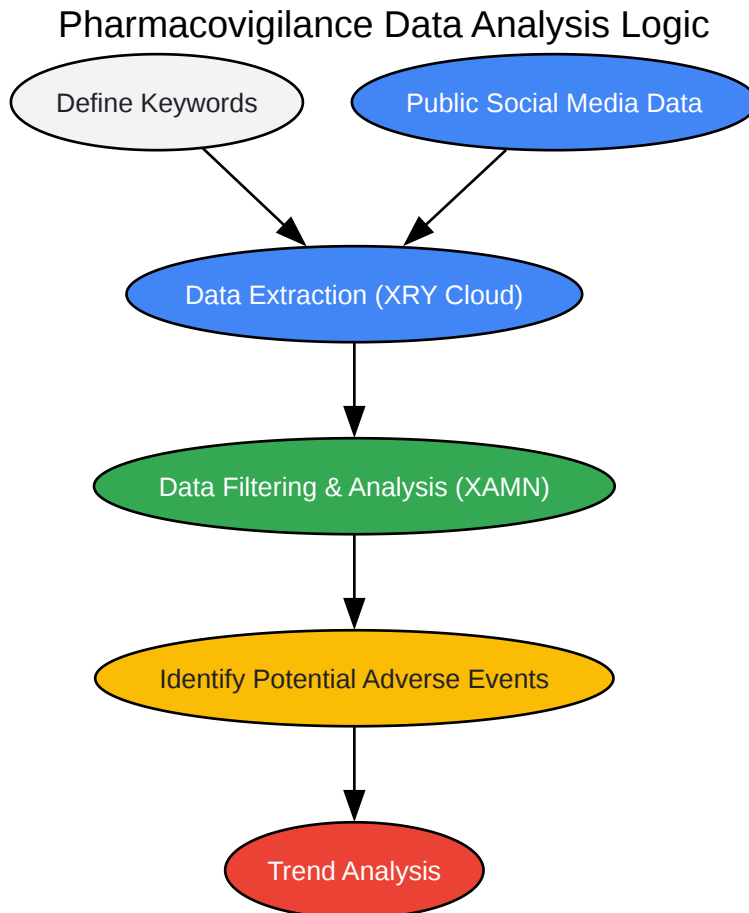 Pharmacovigilance Data Analysis Logic
Define Keywords
Public Social Media Data
Data Extraction (XRY Cloud)
Data Filtering & Analysis (XAMN)
Identify Potential Adverse Events
Trend Analysis